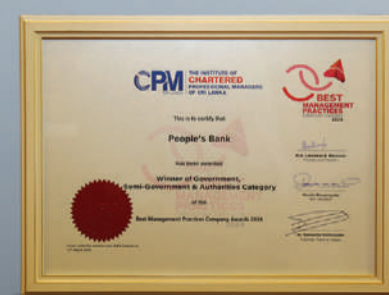 CPM
THE INSTITUTE OF
CHARTERED
PROFESSIONAL MANAGERS
OF SRI LANKA
BEST
MANAGEMENT
PRACTICES
2024
This is to certify that
People's Bank
has been awarded
Winner of Government,
Semi-Government & Authorities Category
of the
Best Management Practices Company Awards 2024